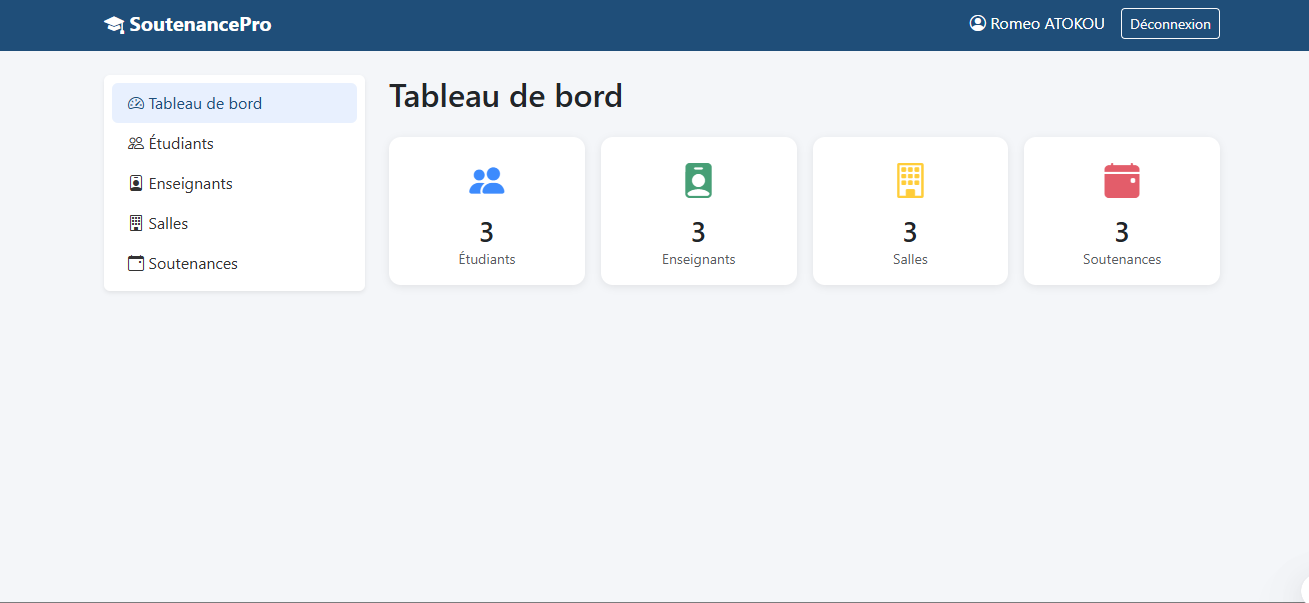 SoutenancePro
Romeo ATOKOU
Déconnexion
Tableau de bord
Étudiants
Enseignants
Salles
Soutenances
Tableau de bord
3
Étudiants
3
Enseignants
3
Salles
3
Soutenances